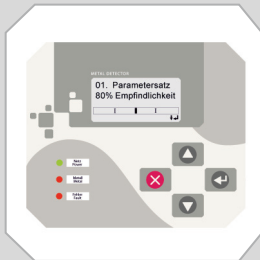 METAL DETECTOR
01. Parametersatz
80% Empfindlichkeit
Netz
Power
Metall
Metal
Fehler
Fault